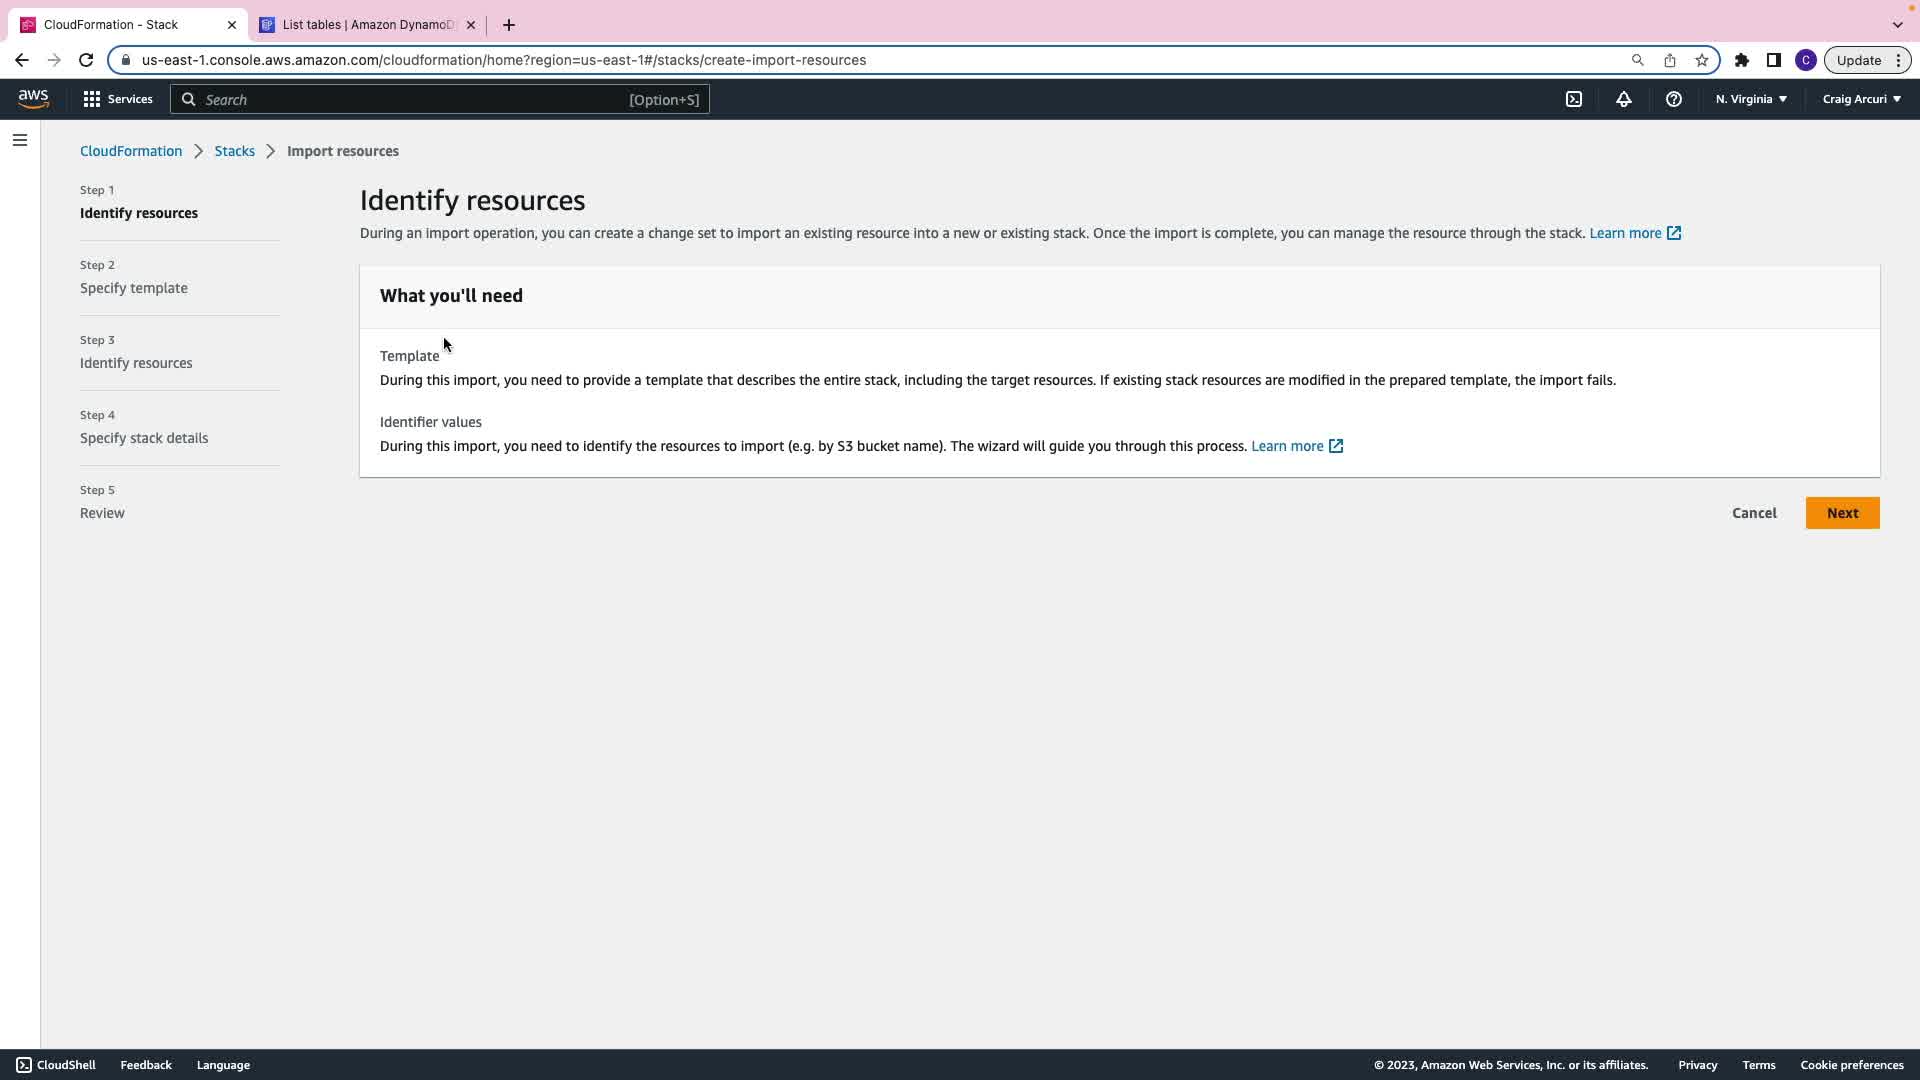 CloudFormation - Stack
List tables | Amazon DynamoD
us-east-1.console.aws.amazon.com/cloudformation/home?region=us-east-1#/stacks/create-import-resources
C
Update
aws
Services
Search
[Option+S]
N. Virginia
Craig Arcuri
CloudFormation
Stacks
Import resources
Step 1
Identify resources
Step 2
Specify template
Step 3
Identify resources
Step 4
Specify stack details
Step 5
Review
Identify resources
During an import operation, you can create a change set to import an existing resource into a new or existing stack. Once the import is complete, you can manage the resource through the stack. Learn more
What you'll need
Template
During this import, you need to provide a template that describes the entire stack, including the target resources. If existing stack resources are modified in the prepared template, the import fails.
Identifier values
During this import, you need to identify the resources to import (e.g. by S3 bucket name). The wizard will guide you through this process. Learn more
Cancel
Next
CloudShell
Feedback
Language
© 2023, Amazon Web Services, Inc. or its affiliates.
Privacy
Terms
Cookie preferences